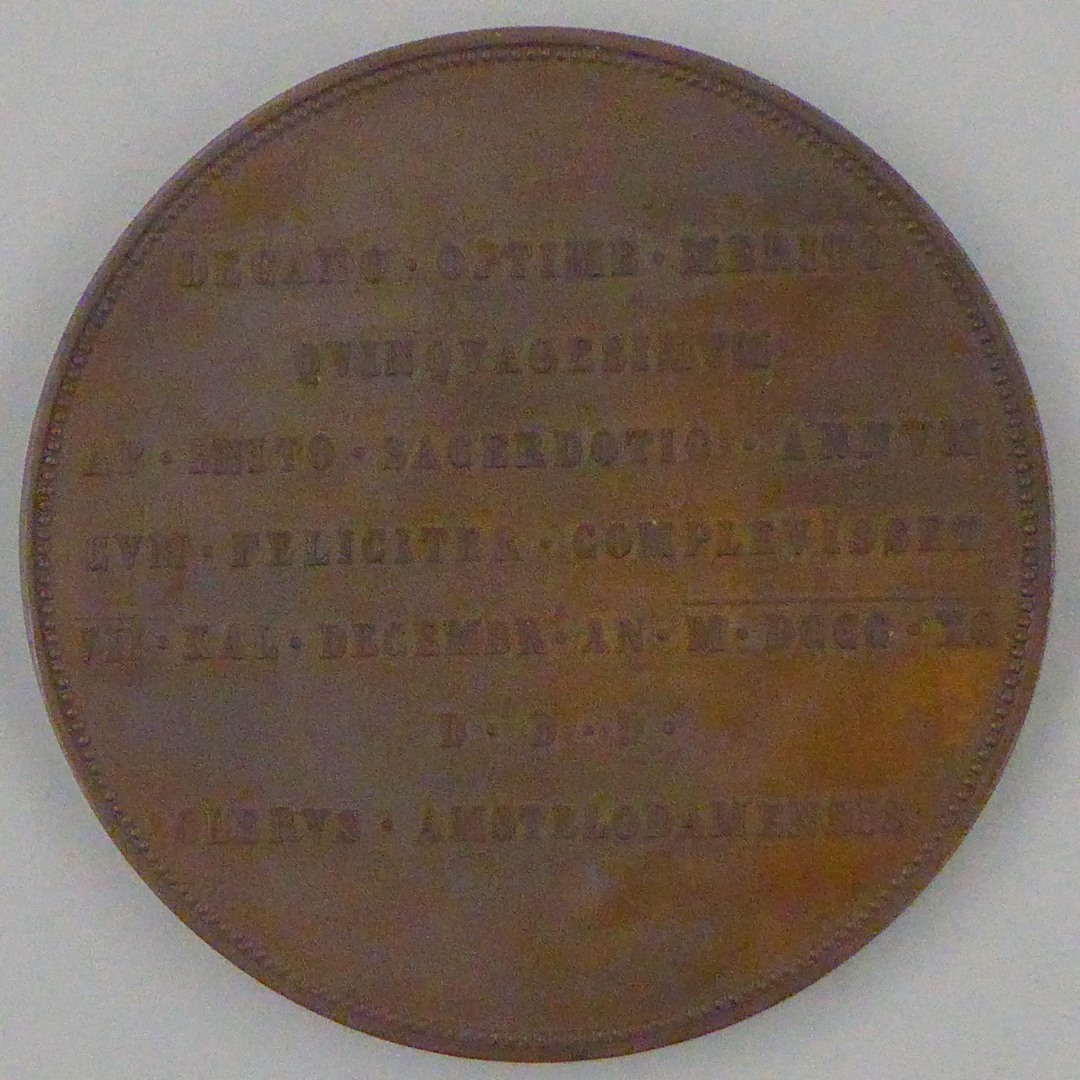 DECANO · OPTIME · MERITO
QVINQVAGESIMVM
AB · INITO · SACERDOTIO · ANNVM
CVM · FELICITER · COMPLEVISSET
VII · KAL · DECEMBR · AN · M · DCCC · XC
D · D · D ·
CLERVS · AMSTELODAMENSIS